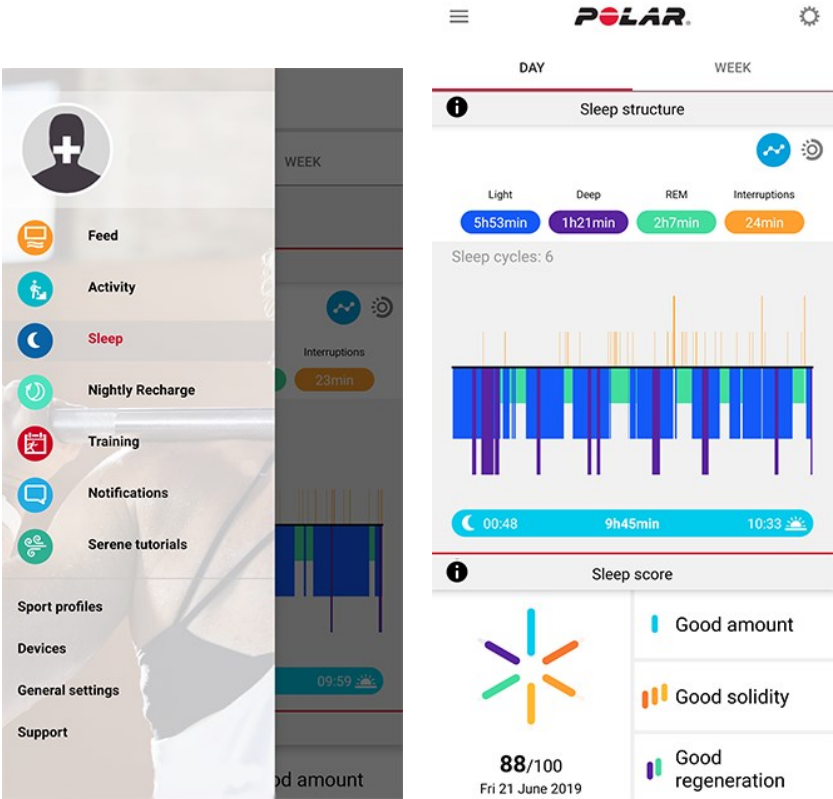 WEEK
Feed
Activity
Sleep
Interruptions
Nightly Recharge
23min
Training
Notifications
Serene tutorials
Sport profiles
Devices
General settings
09:59
Support
od amount
POLAR.
DAY WEEK
Sleep structure
Light Deep REM Interruptions
5h53min 1h21min 2h7min 24min
Sleep cycles: 6
00:48 9h45min 10:33
Sleep score
Good amount
Good solidity
88/100
Fri 21 June 2019
Good
regeneration